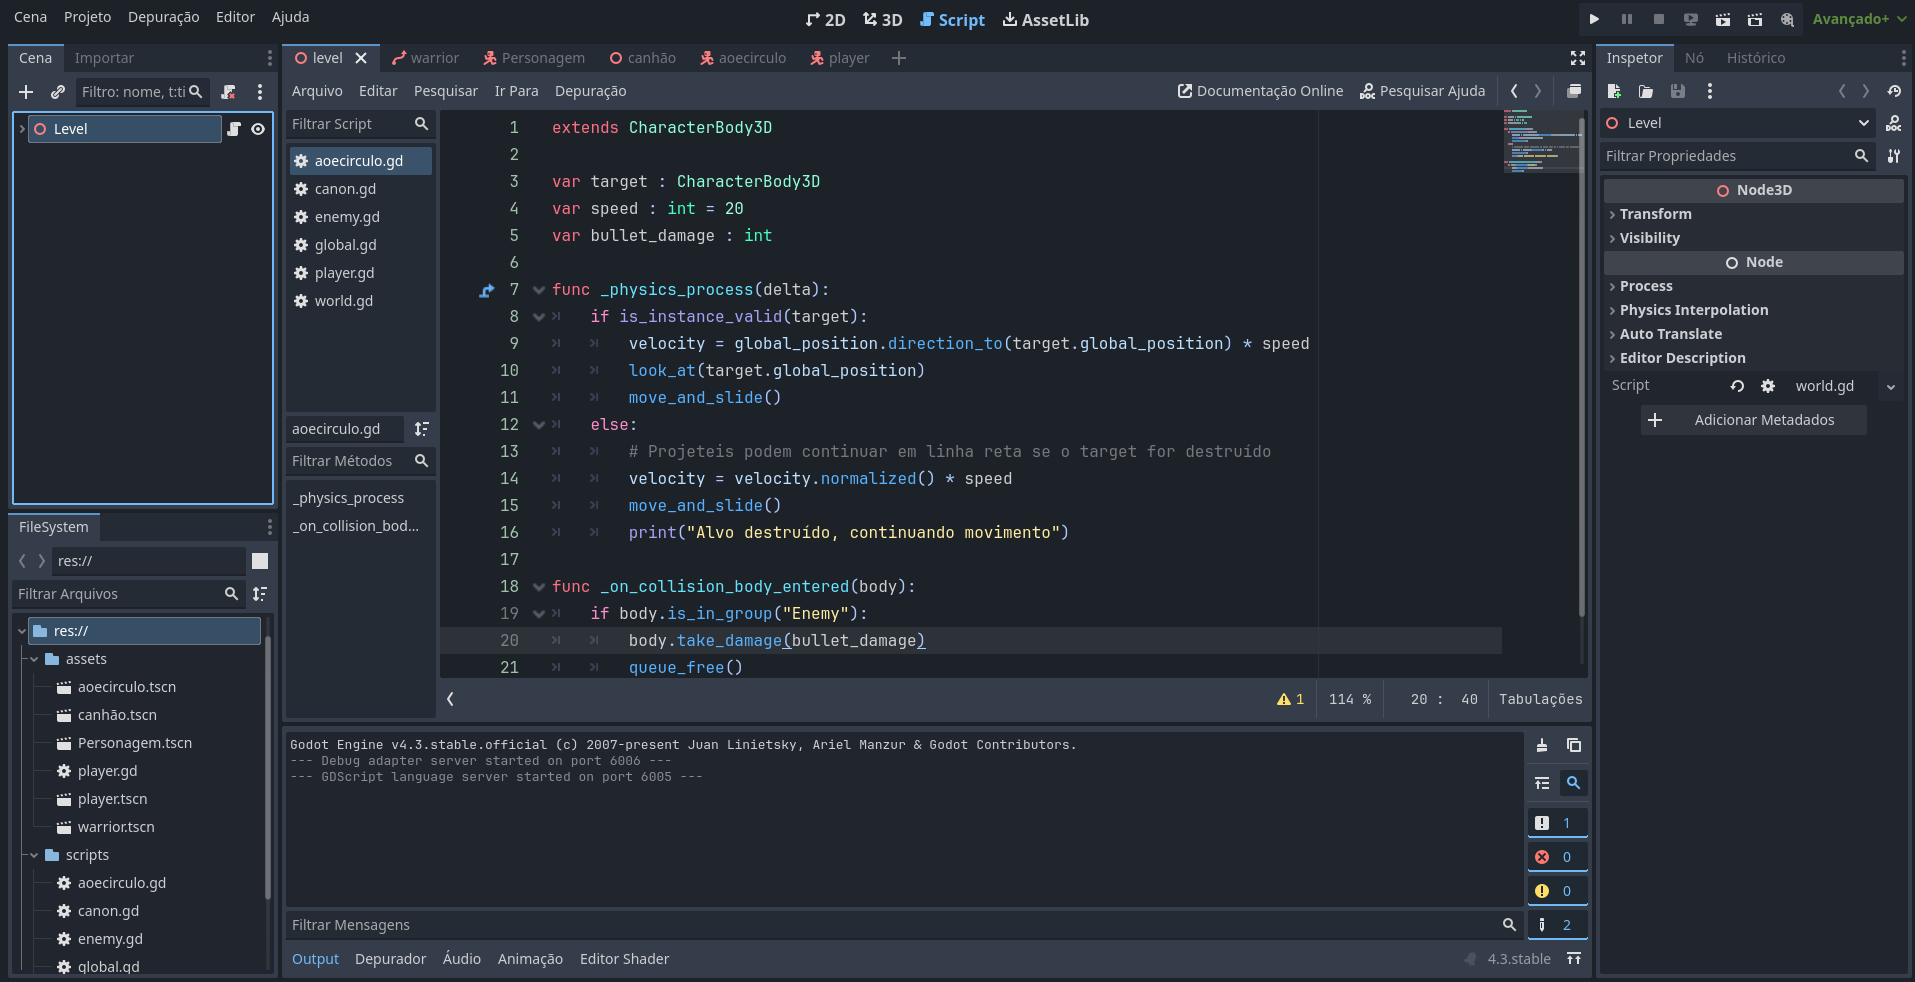 Cena Projeto Depuração Editor Ajuda
2D 3D Script AssetLib
Avançado+
Cena Importar
Filtro: nome, t:ti
Level
FileSystem
res://
Filtrar Arquivos
res://
assets
aoecirculo.tscn
canhão.tscn
Personagem.tscn
player.gd
player.tscn
warrior.tscn
scripts
aoecirculo.gd
canon.gd
enemy.gd
global.gd
level warrior Personagem canhão aoecirculo player
Arquivo Editar Pesquisar Ir Para Depuração
Documentação Online Pesquisar Ajuda
Filtrar Script
aoecirculo.gd
canon.gd
enemy.gd
global.gd
player.gd
world.gd
aoecirculo.gd
Filtrar Métodos
_physics_process
_on_collision_bod...
1 extends CharacterBody3D
2
3 var target : CharacterBody3D
4 var speed : int = 20
5 var bullet_damage : int
6
7 func _physics_process(delta):
8 if is_instance_valid(target):
9 velocity = global_position.direction_to(target.global_position) * speed
10 look_at(target.global_position)
11 move_and_slide()
12 else:
13 # Projeteis podem continuar em linha reta se o target for destruído
14 velocity = velocity.normalized() * speed
15 move_and_slide()
16 print("Alvo destruído, continuando movimento")
17
18 func _on_collision_body_entered(body):
19 if body.is_in_group("Enemy"):
20 body.take_damage(bullet_damage)
21 queue_free()
1 114 % 20 : 40 Tabulações
Godot Engine v4.3.stable.official (c) 2007-present Juan Linietsky, Ariel Manzur & Godot Contributors.
--- Debug adapter server started on port 6006 ---
--- GDScript language server started on port 6005 ---
1
0
0
2
Filtrar Mensagens
Output Depurador Áudio Animação Editor Shader
4.3.stable
Inspetor Nó Histórico
Level
DOC
Filtrar Propriedades
Node3D
Transform
Visibility
Node
Process
Physics Interpolation
Auto Translate
Editor Description
Script world.gd
Adicionar Metadados